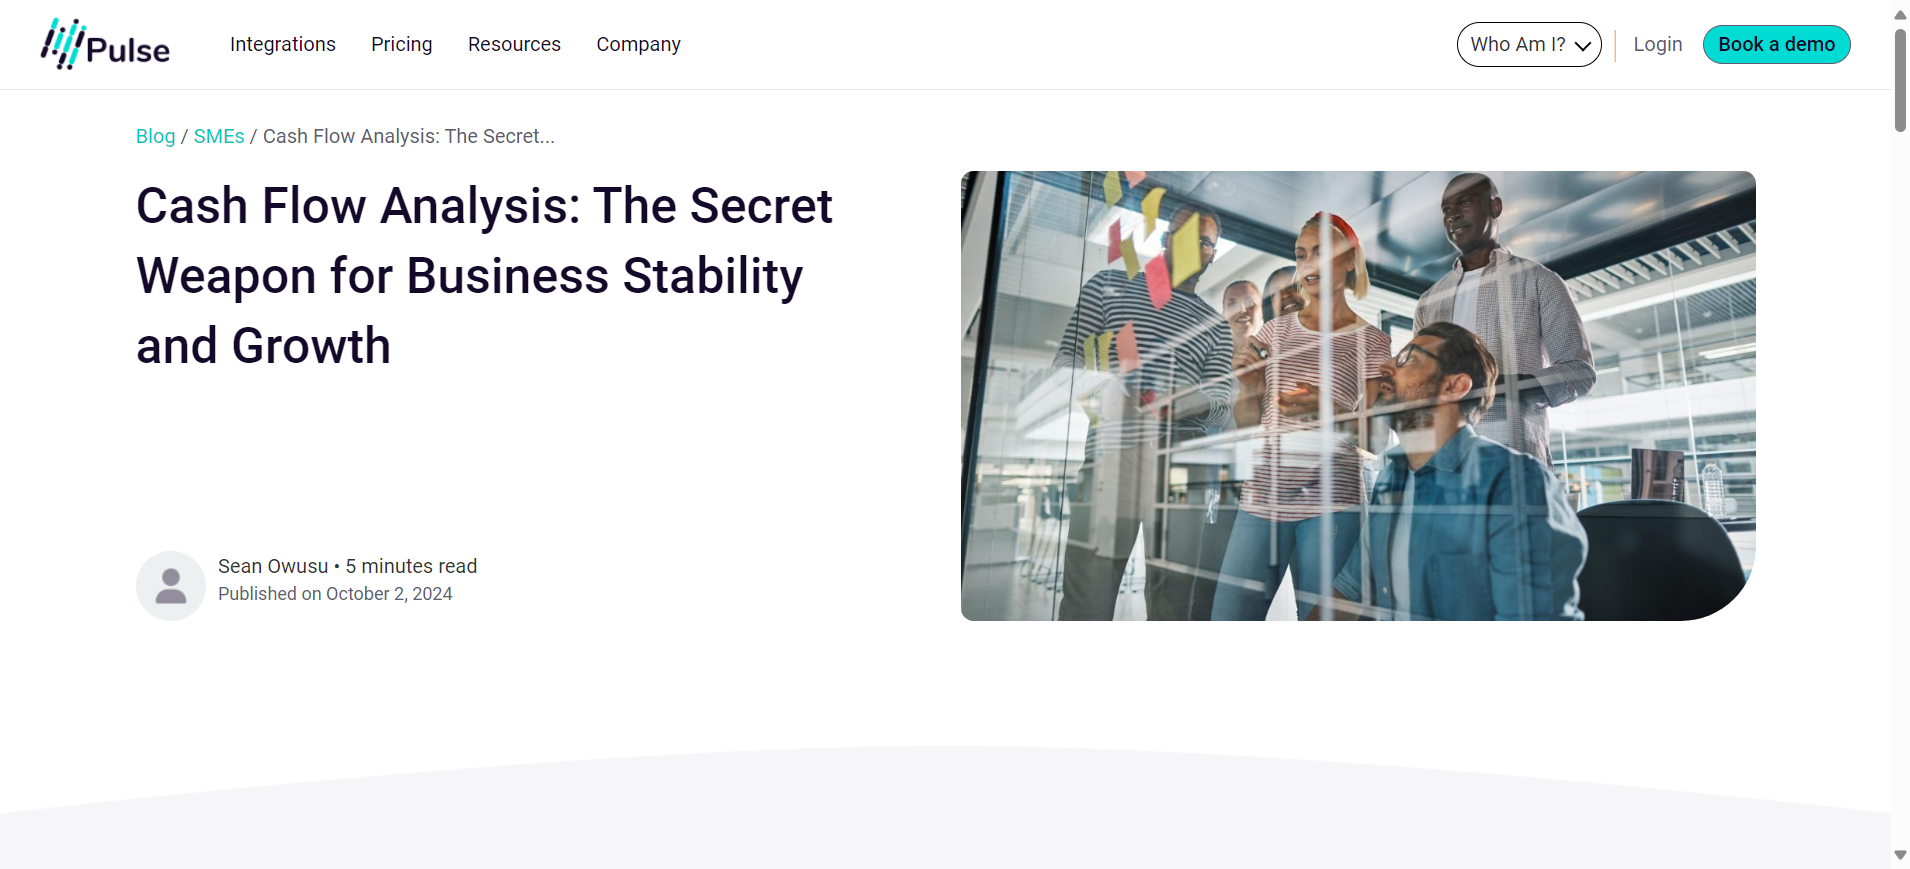 Pulse
Integrations
Pricing
Resources
Company
Who Am I?
Login
Book a demo
Blog / SMEs / Cash Flow Analysis: The Secret...
Cash Flow Analysis: The Secret
Weapon for Business Stability
and Growth
Sean Owusu • 5 minutes read
Published on October 2, 2024